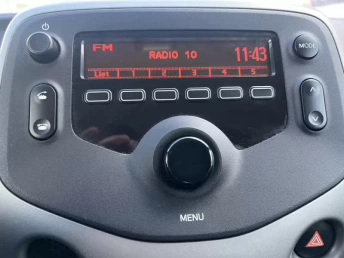 FM RADIO 10 11:43
List 1 2 3 4 5
MODE
MENU